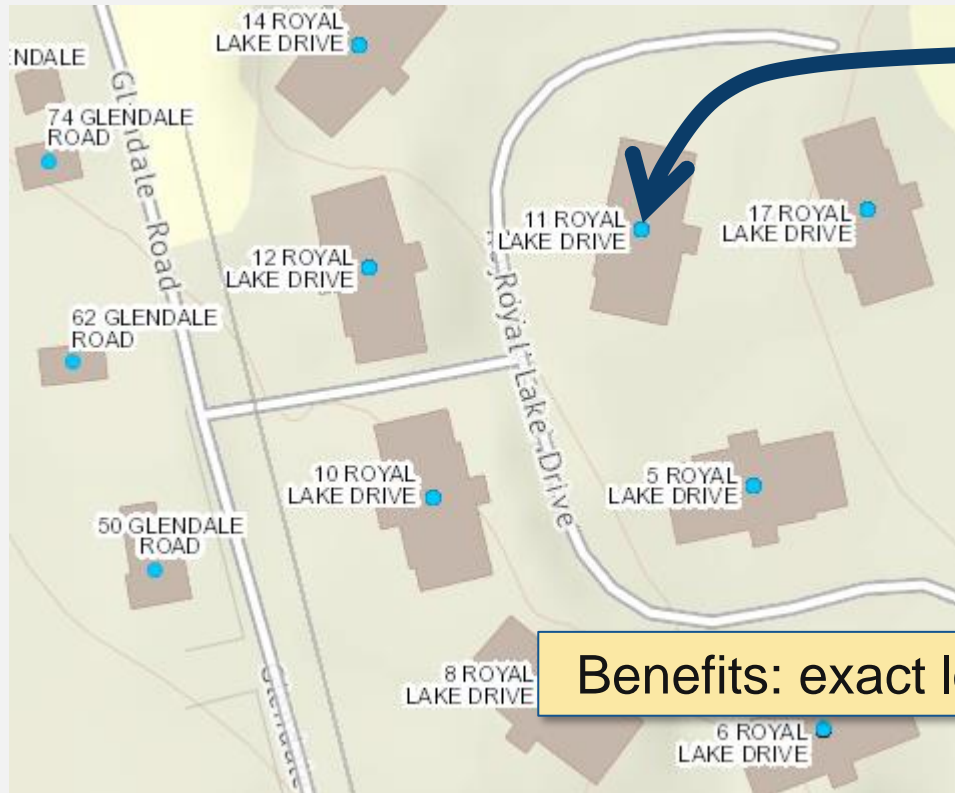 14 ROYAL
LAKE DRIVE
NDALE
74 GLENDALE
ROAD
Glendale Road
11 ROYAL
LAKE DRIVE
17 ROYAL
LAKE DRIVE
12 ROYAL
LAKE DRIVE
Royal Lake Drive
62 GLENDALE
ROAD
10 ROYAL
LAKE DRIVE
5 ROYAL
LAKE DRIVE
50 GLENDALE
ROAD
8 ROYAL
LAKE DRIVE
Benefits: exact
Glendale
6 ROYAL
LAKE DRIVE